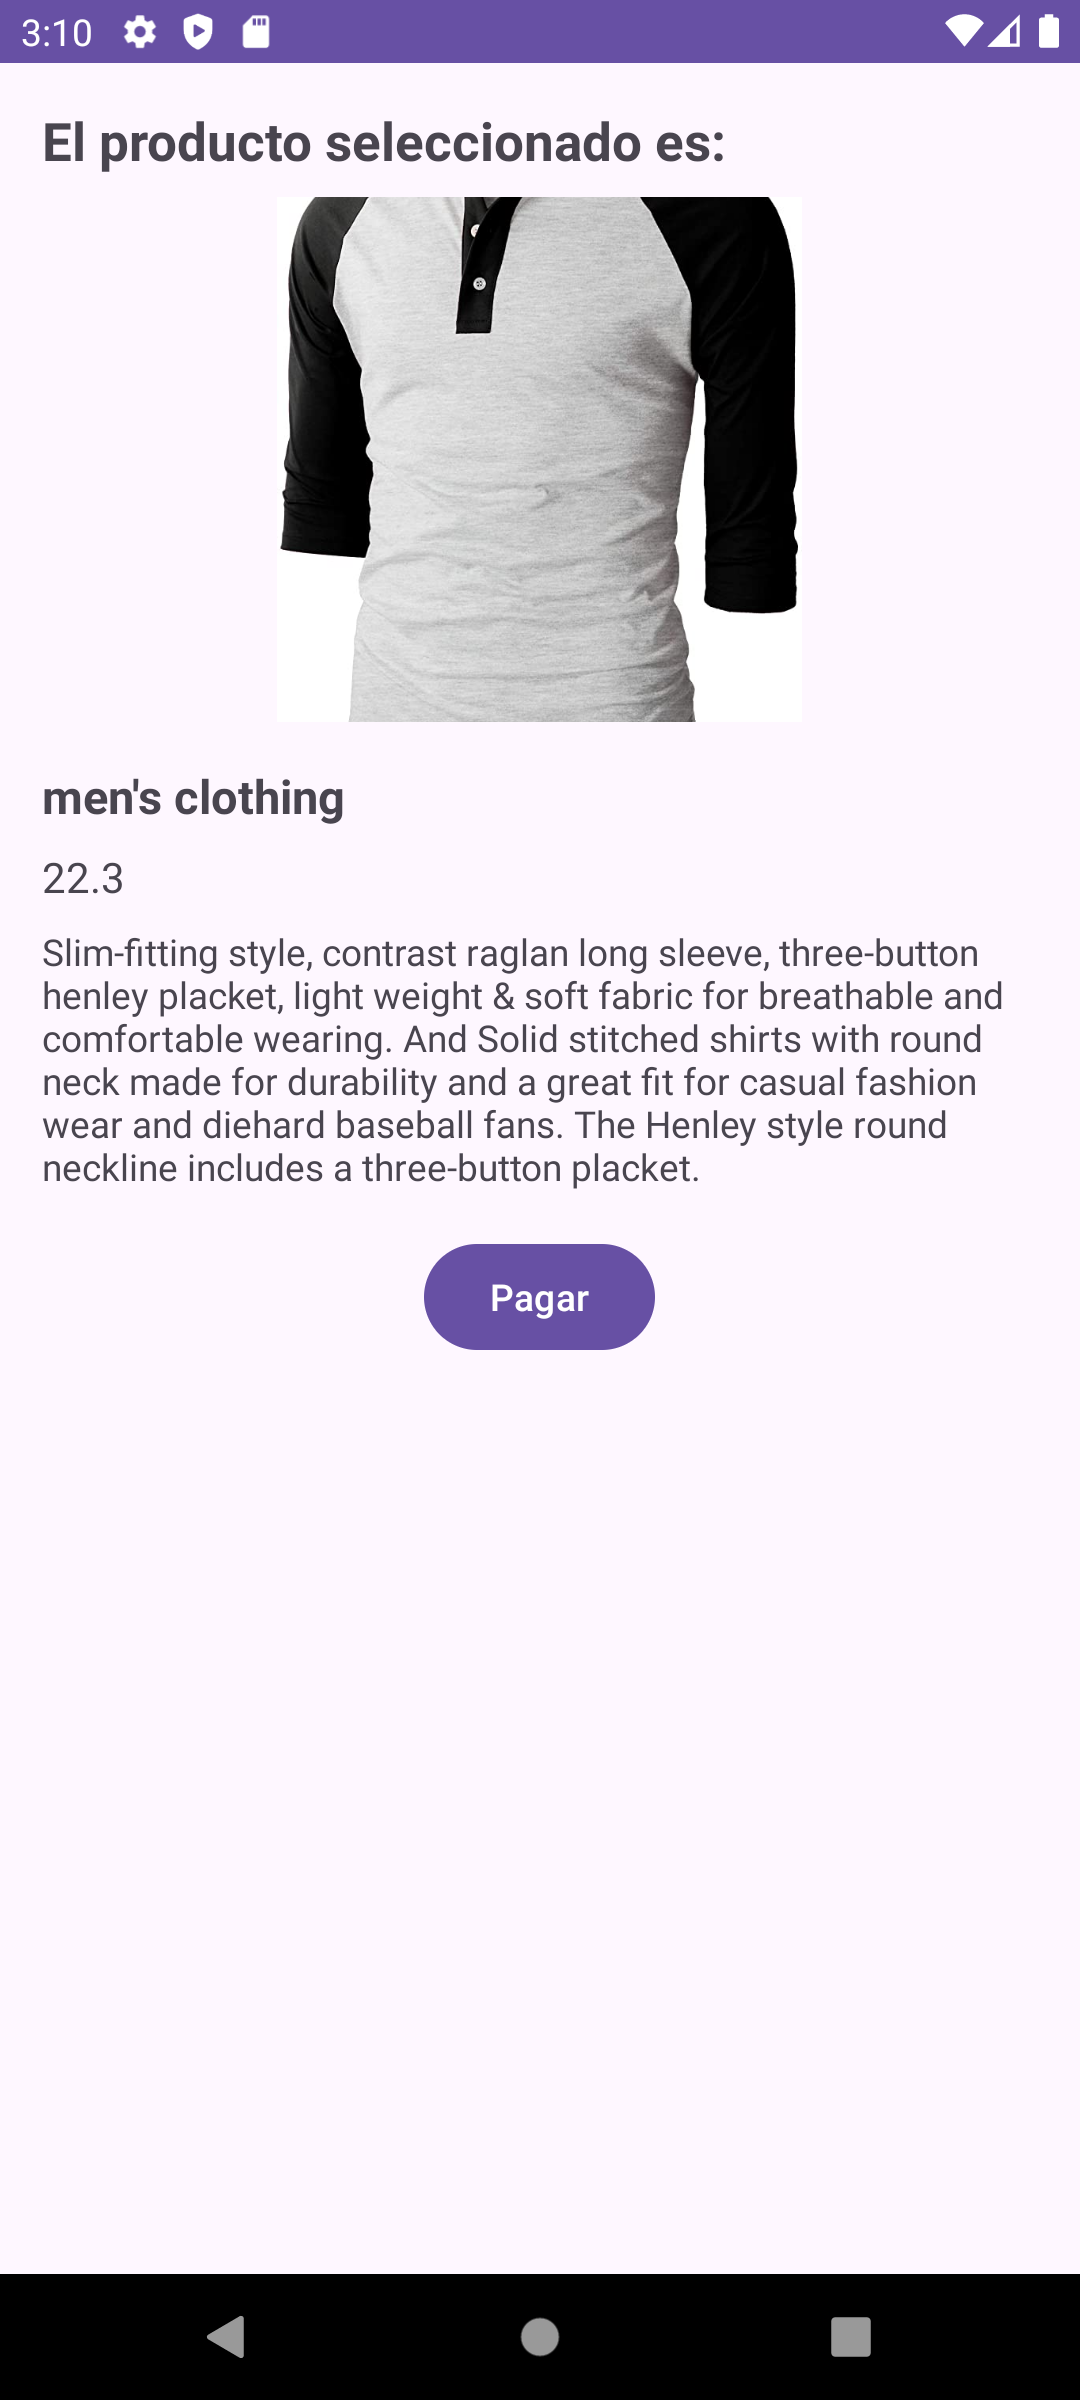 3:10
El producto seleccionado es:
men's clothing
22.3
Slim-fitting style, contrast raglan long sleeve, three-button
henley placket, light weight & soft fabric for breathable and
comfortable wearing. And Solid stitched shirts with round
neck made for durability and a great fit for casual fashion
wear and diehard baseball fans. The Henley style round
neckline includes a three-button placket.
Pagar